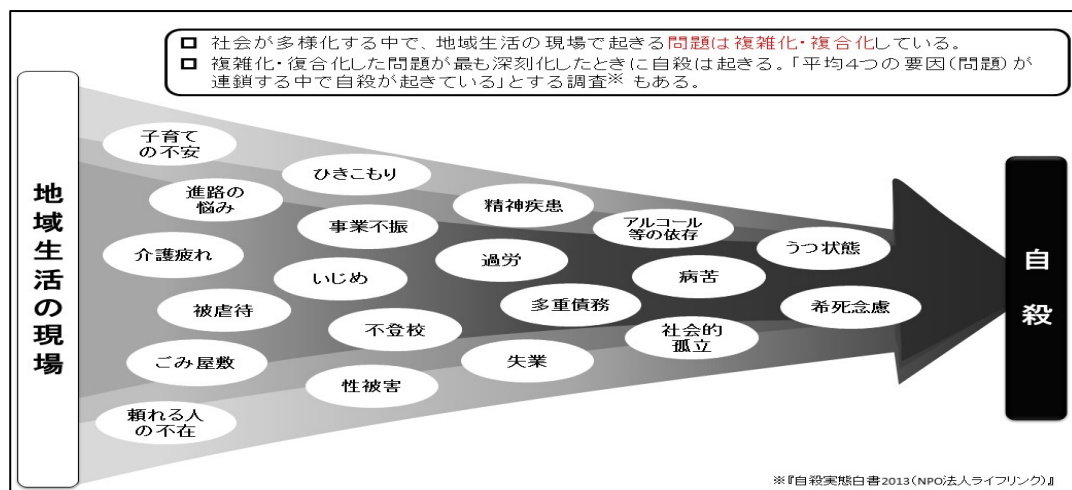 □ 社会が多様化する中で、地域生活の現場で起きる問題は複雑化・複合化している。
□ 複雑化・復合化した問題が最も深刻化したときに自殺は起きる。「平均4つの要因(問題)が
連鎖する中で自殺が起きている」とする調査※ もある。
地域生活の現場
子育て
の不安
進路の
悩み
介護疲れ
被虐待
ごみ屋敷
頼れる人
の不在
ひきこもり
事業不振
いじめ
不登校
性被害
精神疾患
過労
多重債務
失業
アルコール
等の依存
病苦
社会的
孤立
うつ状態
希死念慮
自殺
※『自殺実態白書2013(NPO法人ライフリンク)』